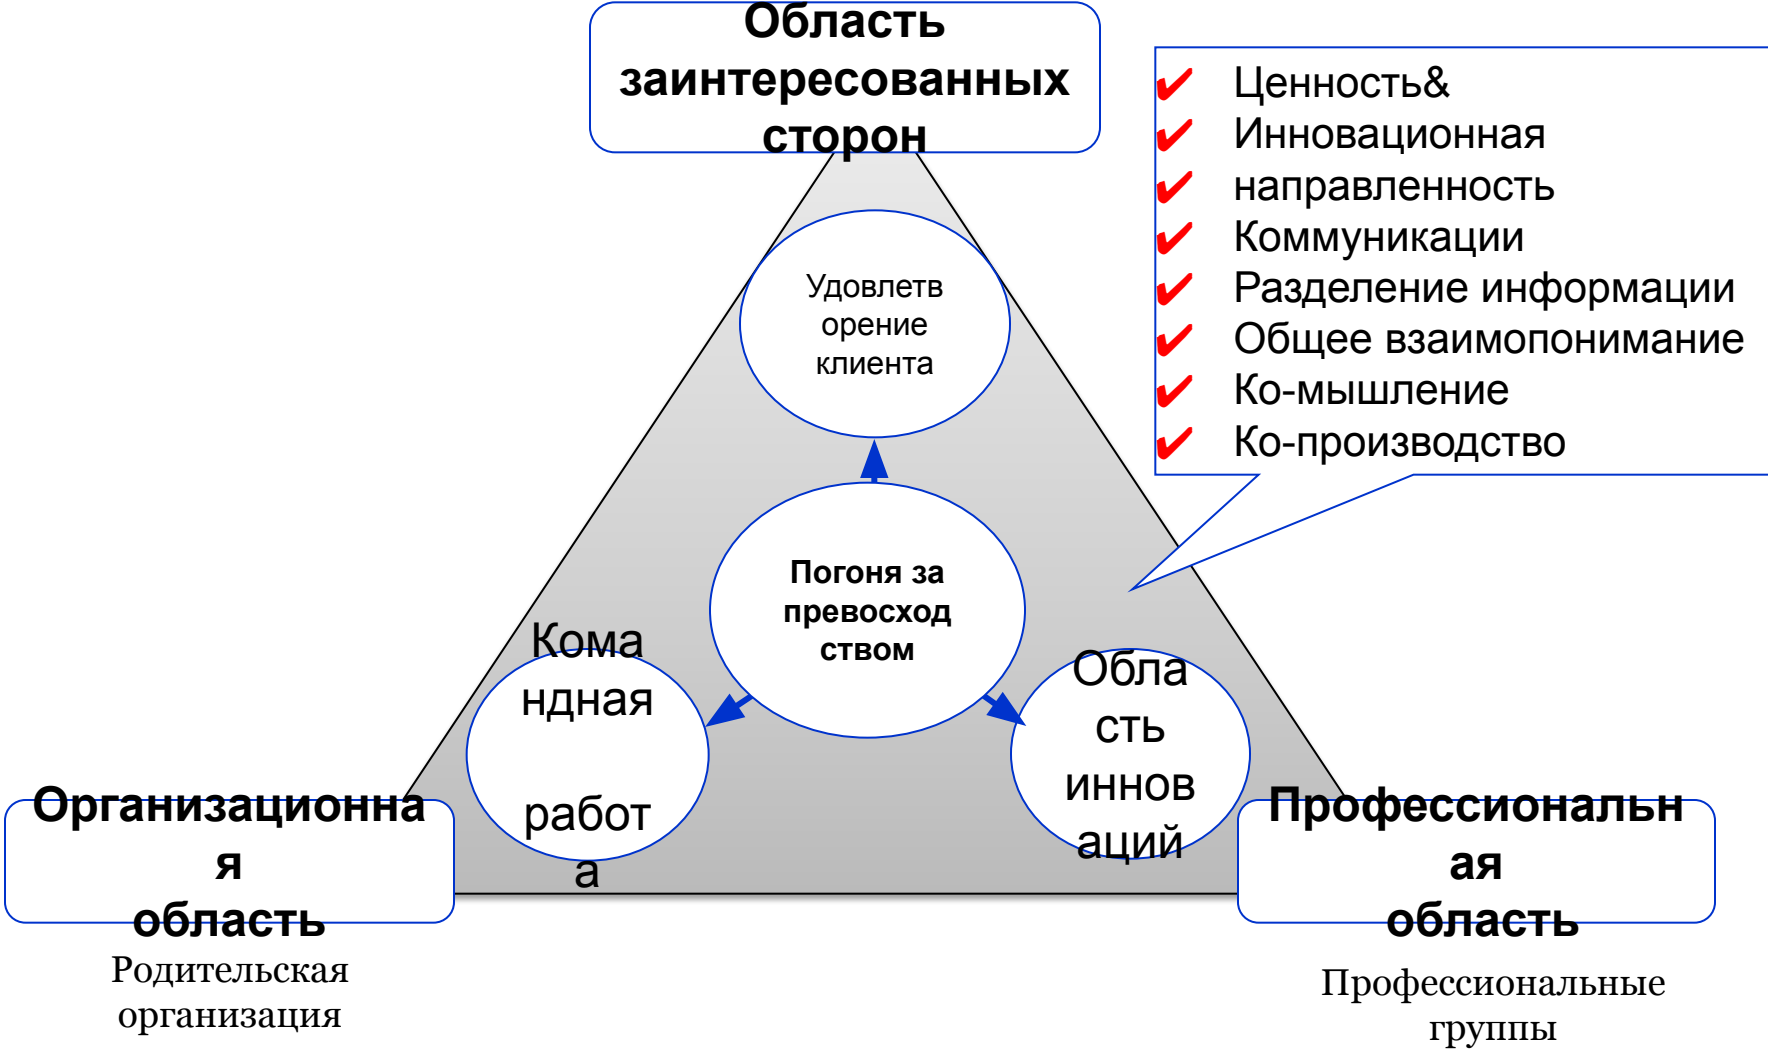 Область
заинтересованных
сторон
Ценность&
Инновационная
направленность
Коммуникации
Разделение информации
Общее взаимопонимание
Ко-мышление
Ко-производство
Удовлетв
орение
клиента
Погоня за
превосход
ством
Кома
ндная
работ
а
Обла
сть
иннов
аций
Организационна
я
область
Родительская
организация
Профессиональн
ая
область
Профессиональные
группы